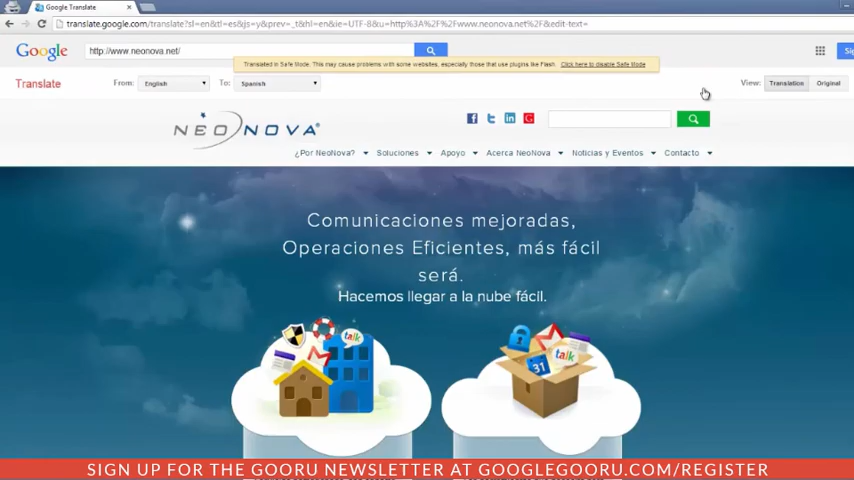 Google Translate
translate.google.com/translate?sl=en&tl=es&js=y&prev=_t&hl=en&ie=UTF-8&u=http%3A%2F%2Fwww.neonova.net%2F&edit-text=
Google
http://www.neonova.net/
Translated in Safe Mode. This may cause problems with some websites, especially those that use plugins like Flash. Click here to disable Safe Mode
Translate
From: English
To: Spanish
View: Translation Original
NEONOVA
¿Por NeoNova? Soluciones Apoyo Acerca NeoNova Noticias y Eventos Contacto
Comunicaciones mejoradas,
Operaciones Eficientes, más fácil
será.
Hacemos llegar a la nube fácil.
talk
talk
31
SIGN UP FOR THE GOORU NEWSLETTER AT GOOGLEGOORU.COM/REGISTER